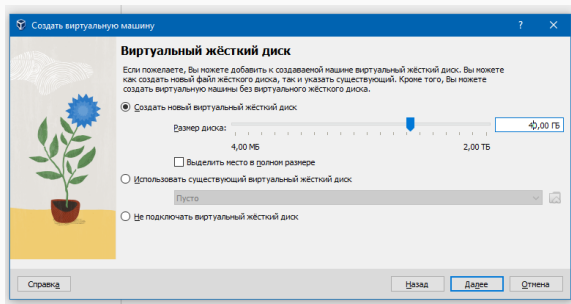 Создать виртуальную машину
Виртуальный жёсткий диск
Если пожелаете, Вы можете добавить к создаваемой машине виртуальный жёсткий диск. Вы можете
как создать новый файл жёсткого диска, так и указать существующий. Кроме того, Вы можете
создать виртуальную машину без виртуального жёсткого диска.
Создать новый виртуальный жёсткий диск
Размер диска:
ГБ
4,00 МБ 2,00 ТБ
Выделить место в полном размере
Использовать существующий виртуальный жёсткий диск
Пусто
Не подключать виртуальный жёсткий диск
Справка Назад Далее Отмена